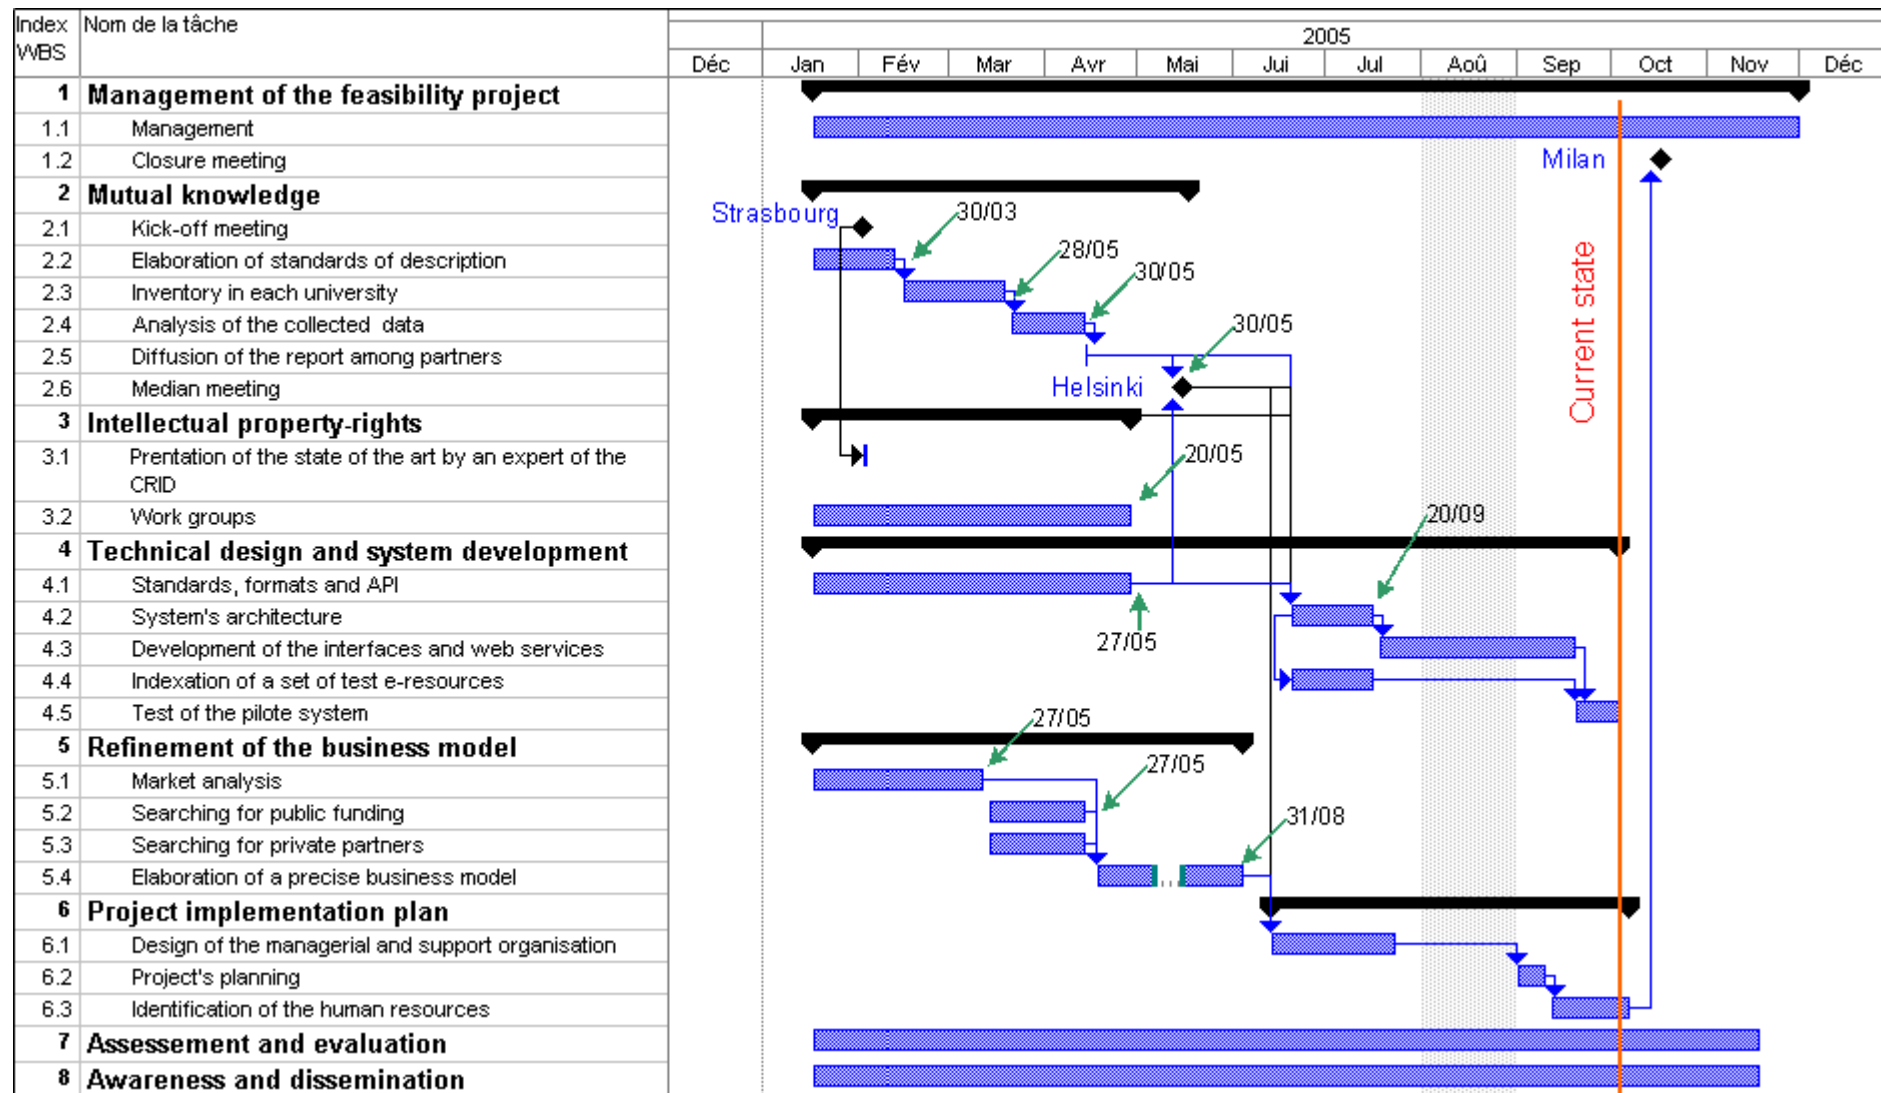 Index Nom de la tâche
WBS
2005
Déc Jan Fév Mar Avr Mai Jui Jul Aoû Sep Oct Nov Déc
1 Management of the feasibility project
1.1 Management
1.2 Closure meeting Milan
2 Mutual knowledge
Strasbourg 30/03
2.1 Kick-off meeting
28/05
2.2 Elaboration of standards of description
30/05
2.3 Inventory in each university
2.4 Analysis of the collected data 30/05
2.5 Diffusion of the report among partners
2.6 Median meeting Helsinki
Current state
3 Intellectual property-rights
3.1 Prentation of the state of the art by an expert of the
CRID
20/05
3.2 Work groups 20/09
4 Technical design and system development
4.1 Standards, formats and API
4.2 System's architecture
4.3 Development of the interfaces and web services 27/05
4.4 Indexation of a set of test e-resources
4.5 Test of the pilote system 27/05
5 Refinement of the business model
27/05
5.1 Market analysis
5.2 Searching for public funding 31/08
5.3 Searching for private partners
5.4 Elaboration of a precise business model
6 Project implementation plan
6.1 Design of the managerial and support organisation
6.2 Project's planning
6.3 Identification of the human resources
7 Assessement and evaluation
8 Awareness and dissemination